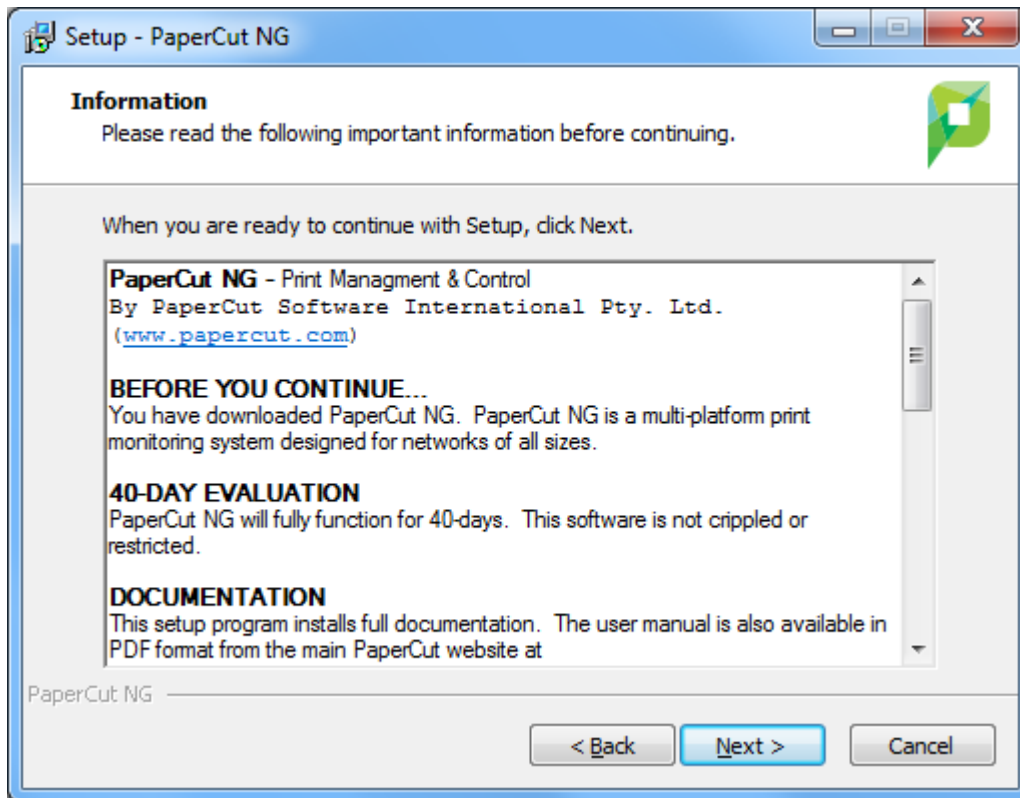 Setup - PaperCut NG
Information
Please read the following important information before continuing.
When you are ready to continue with Setup, click Next.
PaperCut NG - Print Managment & Control
By PaperCut Software International Pty. Ltd.
(www.papercut.com)
BEFORE YOU CONTINUE...
You have downloaded PaperCut NG.  PaperCut NG is a multi-platform print
monitoring system designed for networks of all sizes.
40-DAY EVALUATION
PaperCut NG will fully function for 40-days.  This software is not crippled or
restricted.
DOCUMENTATION
This setup program installs full documentation.  The user manual is also available in
PDF format from the main PaperCut website at
PaperCut NG
< Back
Next >
Cancel